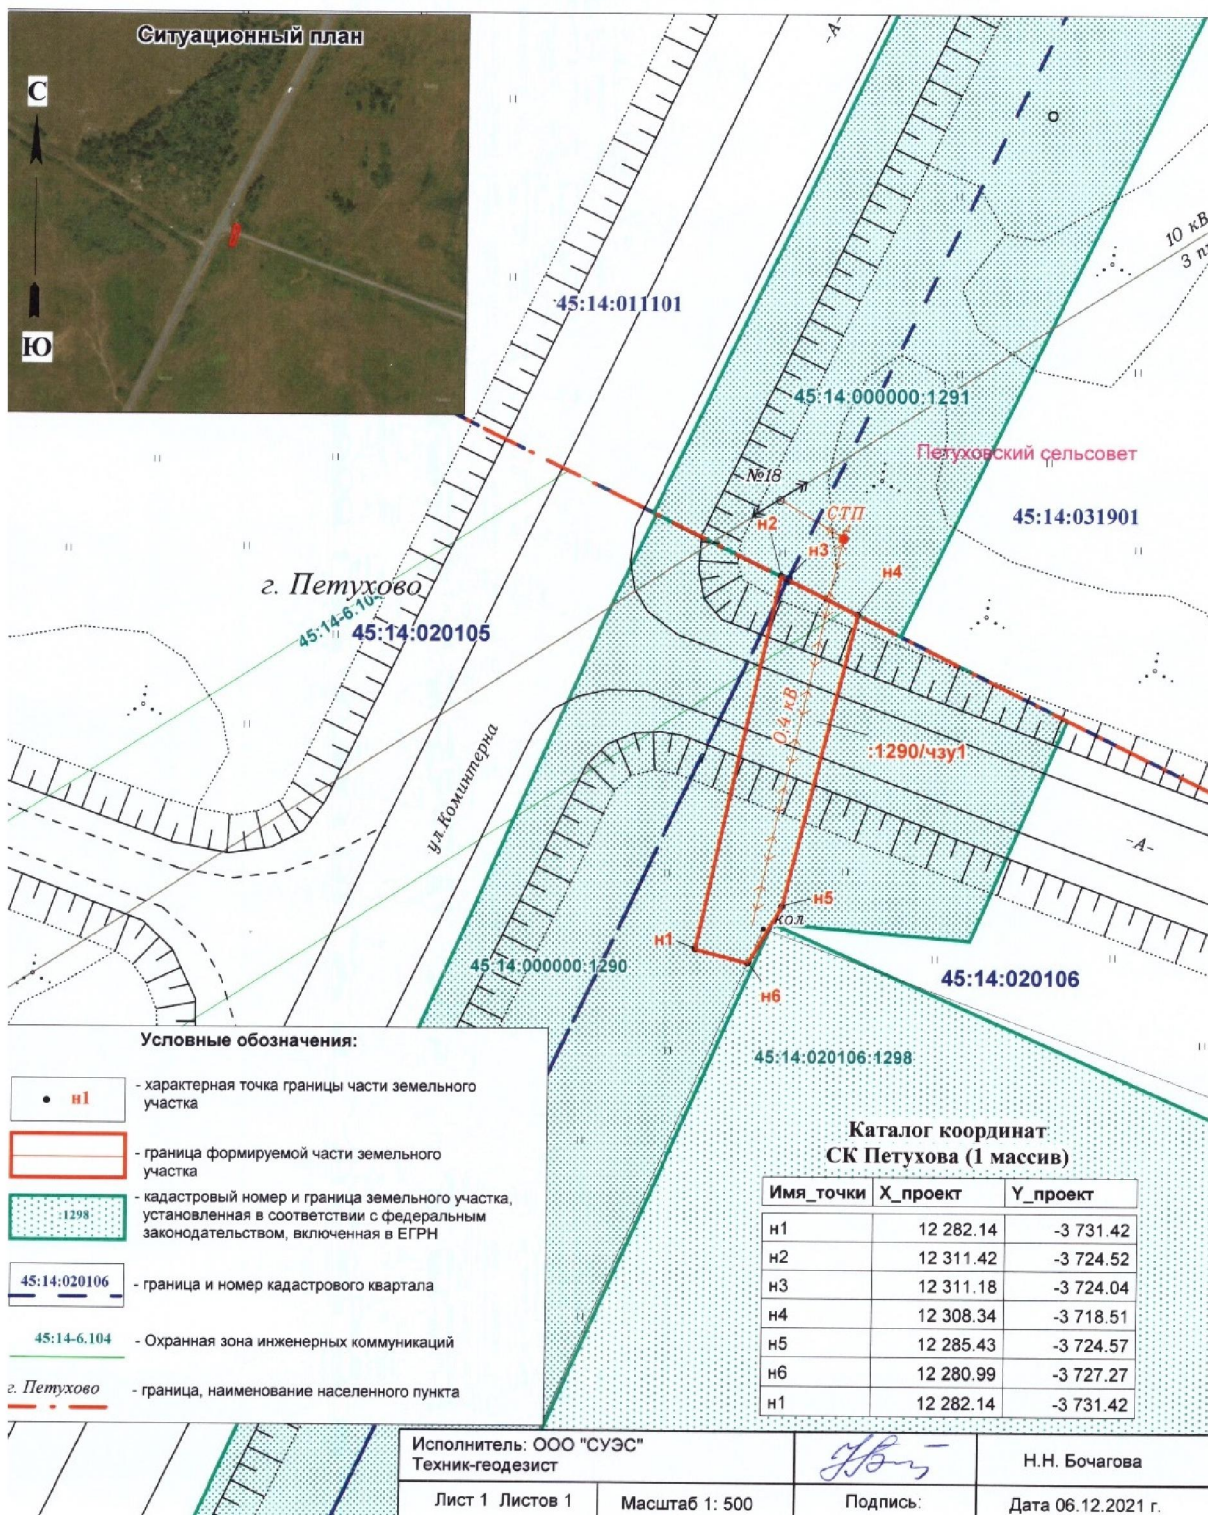 Ситуационный план
С
Ю
-А-
10 кВ
45:14:011101
45:14:000000:1291
Петуховский сельсовет
№18
СТП
45:14:031901
н2
н3
н4
г. Петухово
45:14-6.10
45:14:020105
0.4 кВ
ул.Коминтерна
:1290/чзу1
-А-
н5
кол.
н1
45:14:000000:1290
45:14:020106
н6
45:14:020106:1298
Условные обозначения:
н1 - характерная точка границы части земельного
участка
- граница формируемой части земельного
участка
:1298 - кадастровый номер и граница земельного участка,
установленная в соответствии с федеральным
законодательством, включенная в ЕГРН
45:14:020106 - граница и номер кадастрового квартала
45:14-6.104 - Охранная зона инженерных коммуникаций
г. Петухово - граница, наименование населенного пункта
Каталог координат
СК Петухова (1 массив)
Имя_точки X_проект Y_проект
н1 12 282.14 -3 731.42
н2 12 311.42 -3 724.52
н3 12 311.18 -3 724.04
н4 12 308.34 -3 718.51
н5 12 285.43 -3 724.57
н6 12 280.99 -3 727.27
н1 12 282.14 -3 731.42
Исполнитель: ООО "СУЭС"
Техник-геодезист
Н.Н. Бочагова
Лист 1 Листов 1 Масштаб 1: 500 Подпись: Дата 06.12.2021 г.